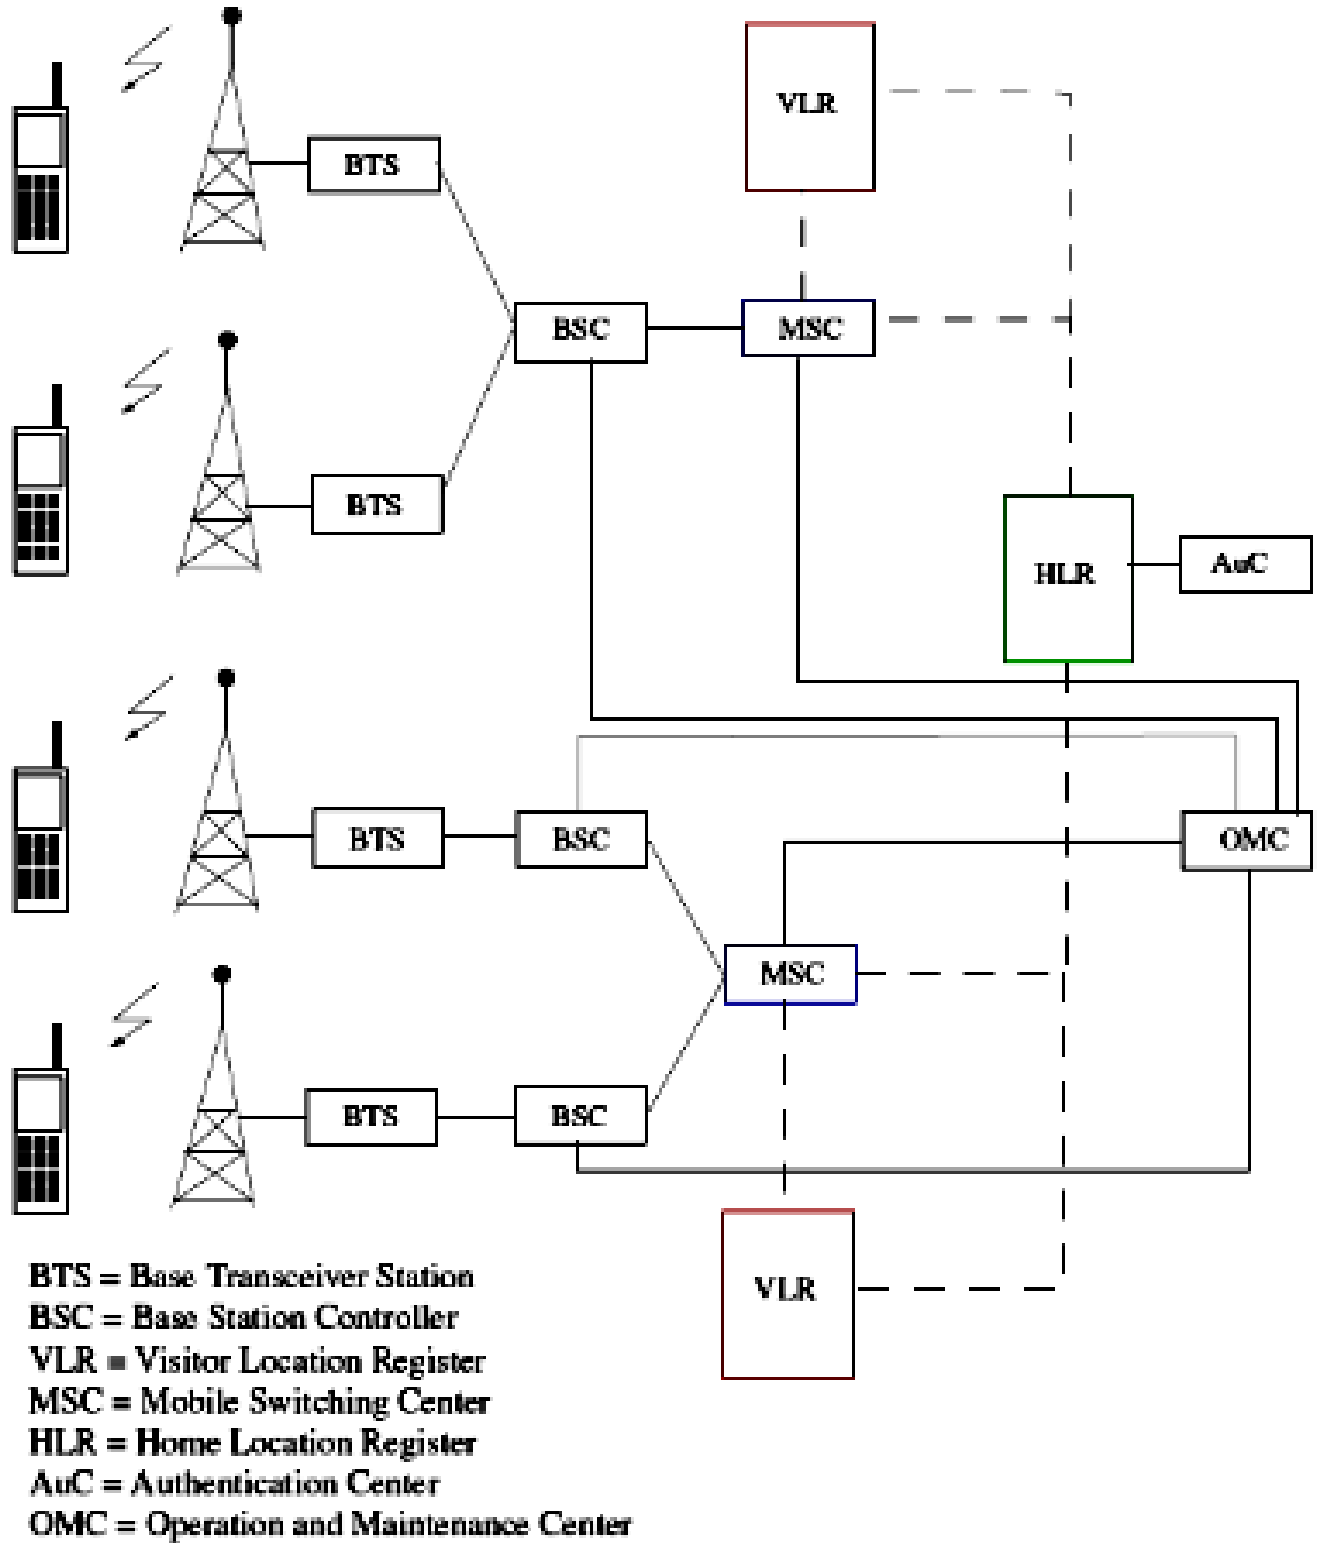 VLR
BTS
BSC
MSC
BTS
HLR
AuC
BTS
BSC
OMC
MSC
BTS
BSC
VLR
BTS = Base Transceiver Station
BSC = Base Station Controller
VLR = Visitor Location Register
MSC = Mobile Switching Center
HLR = Home Location Register
AuC = Authentication Center
OMC = Operation and Maintenance Center